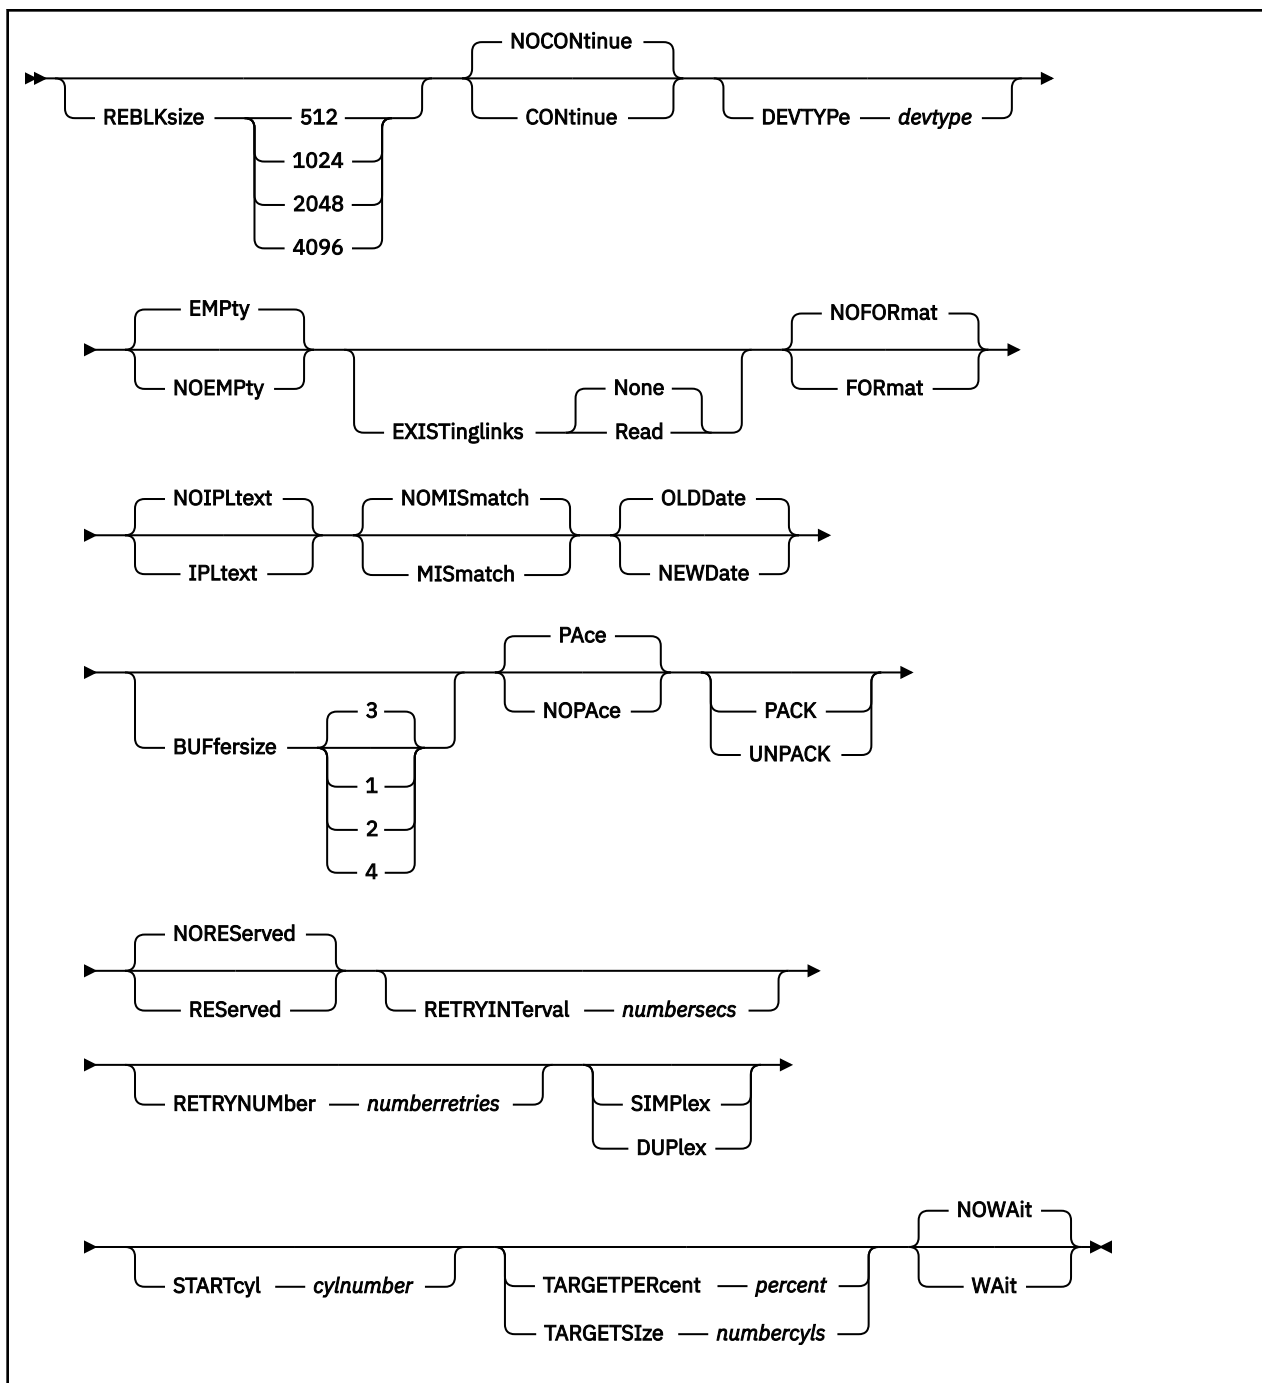 NOCONtinue
REBLKsize 512 CONtinue DEVTYPe devtype
1024
2048
4096
EMPty NOFORmat
NOEMPty None FORmat
EXISTinglinks Read
NOIPLtext NOMISmatch OLDDate
IPLtext MISmatch NEWDate
PAce
3 NOPAce PACK
BUFfersize UNPACK
1
2
4
NOREServed
REServed RETRYINTerval numbersecs
RETRYNUMber numberretries SIMPlex
DUPlex
NOWAit
STARTcyl cylnumber TARGETPERcent percent WAit
TARGETSIze numbercyls